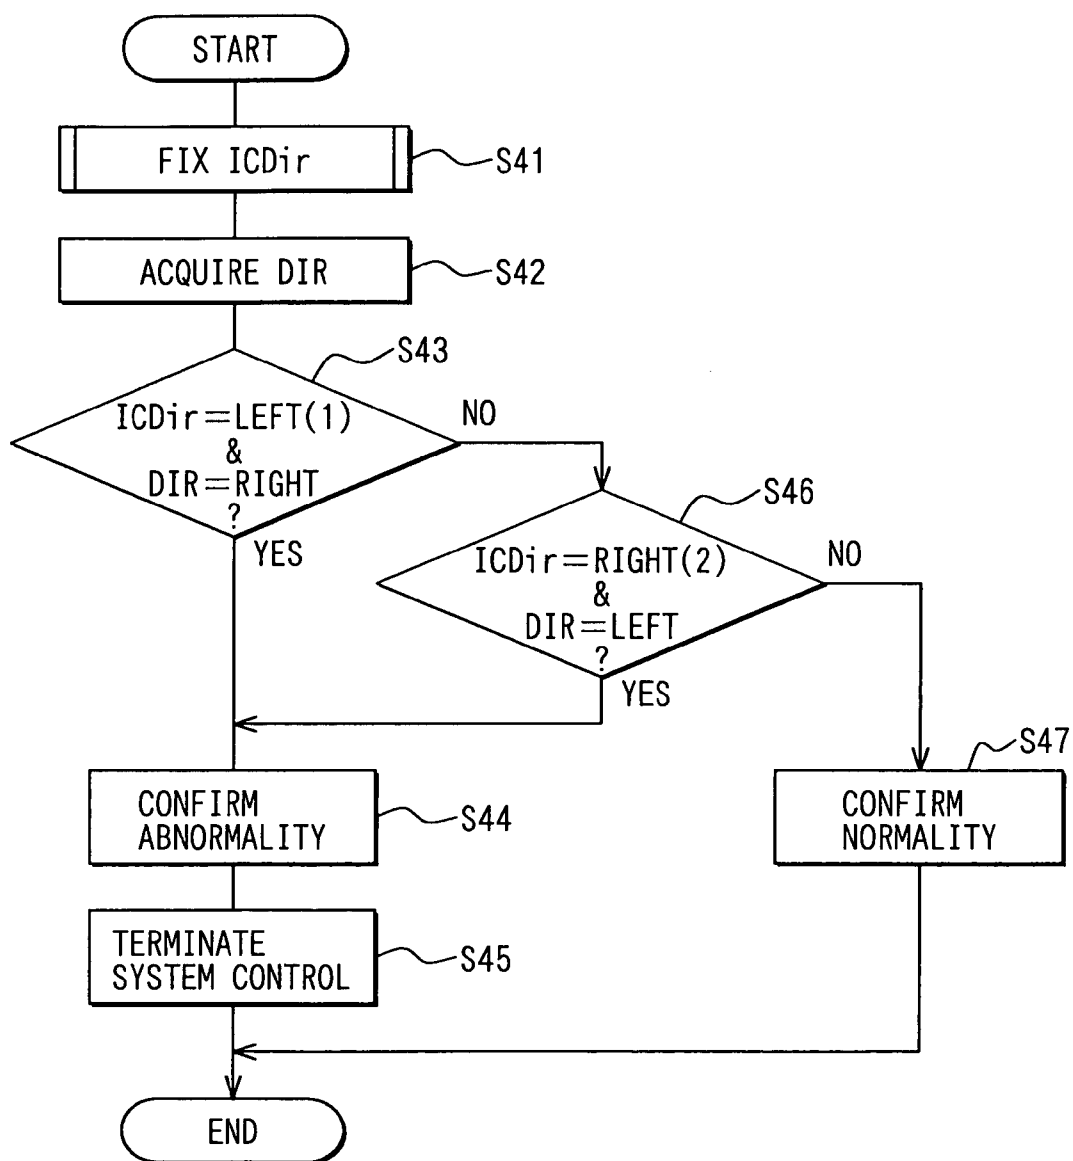 START
FIX ICDir
S41
ACQUIRE DIR
S42
S43
ICDir=LEFT(1)
&
DIR=RIGHT
?
NO
YES
S46
ICDir=RIGHT(2)
&
DIR=LEFT
?
NO
YES
CONFIRM
ABNORMALITY
S44
S47
CONFIRM
NORMALITY
TERMINATE
SYSTEM CONTROL
S45
END